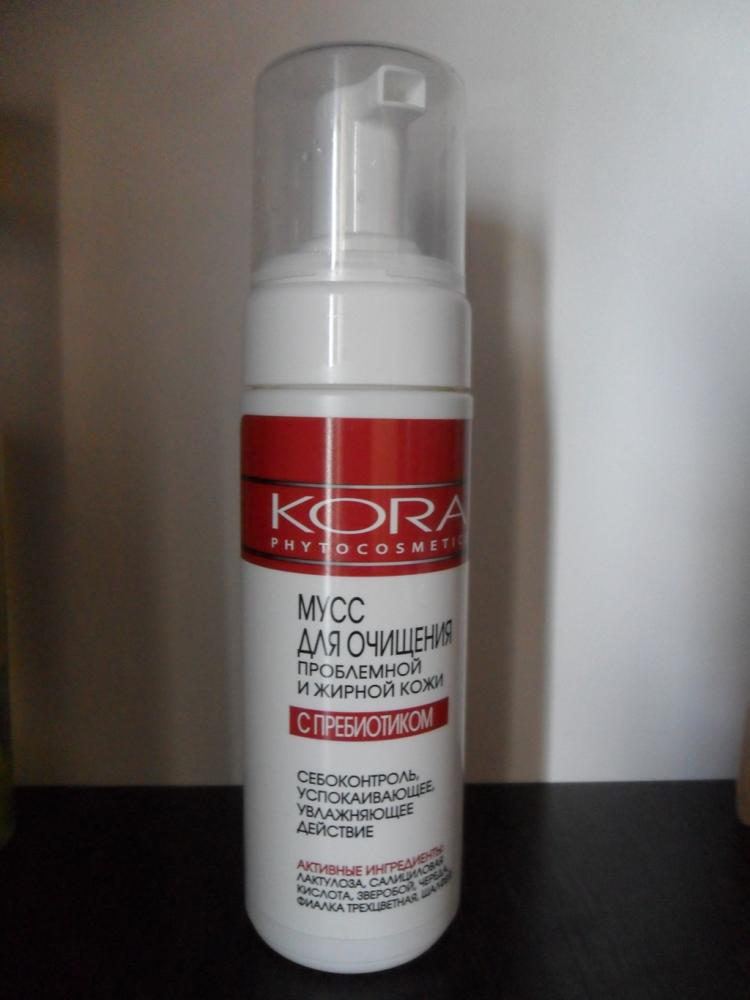 KORA
PHYTOCOSMETIC
МУСС
ДЛЯ ОЧИЩЕНИЯ
ПРОБЛЕМНОЙ
И ЖИРНОЙ КОЖИ
С ПРЕБИОТИКОМ
СЕБОКОНТРОЛЬ,
УСПОКАИВАЮЩЕЕ,
УВЛАЖНЯЮЩЕЕ
ДЕЙСТВИЕ
АКТИВНЫЕ ИНГРЕДИЕНТЫ:
ЛАКТУЛОЗА, САЛИЦИЛОВАЯ
КИСЛОТА, ЗВЕРОБОЙ, ЧЕРЕДА,
ФИАЛКА ТРЕХЦВЕТНАЯ, ШАЛФЕЙ